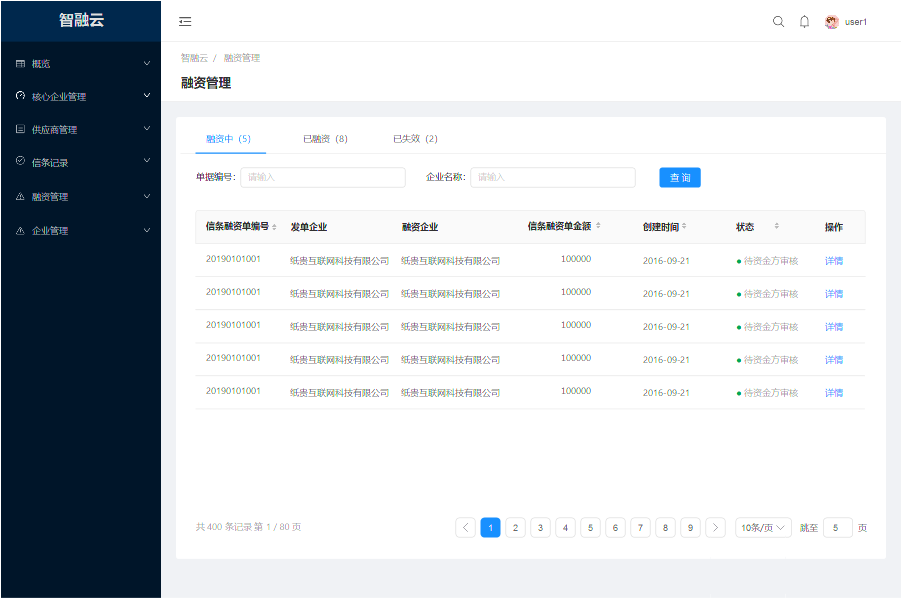 智融云
user1
概览
核心企业管理
供应商管理
信条记录
融资管理
企业管理
智融云 / 融资管理
融资管理
融资中 (5) 已融资 (8) 已失效 (2)
单据编号: 请输入 企业名称: 请输入 查 询
信条融资单编号 发单企业 融资企业 信条融资单金额 创建时间 状态 操作
20190101001 纸贵互联网科技有限公司 纸贵互联网科技有限公司 100000 2016-09-21 待资金方审核 详情
20190101001 纸贵互联网科技有限公司 纸贵互联网科技有限公司 100000 2016-09-21 待资金方审核 详情
20190101001 纸贵互联网科技有限公司 纸贵互联网科技有限公司 100000 2016-09-21 待资金方审核 详情
20190101001 纸贵互联网科技有限公司 纸贵互联网科技有限公司 100000 2016-09-21 待资金方审核 详情
20190101001 纸贵互联网科技有限公司 纸贵互联网科技有限公司 100000 2016-09-21 待资金方审核 详情
共 400 条记录 第 1 / 80 页 1 2 3 4 5 6 7 8 9 10条/页 跳至 5 页